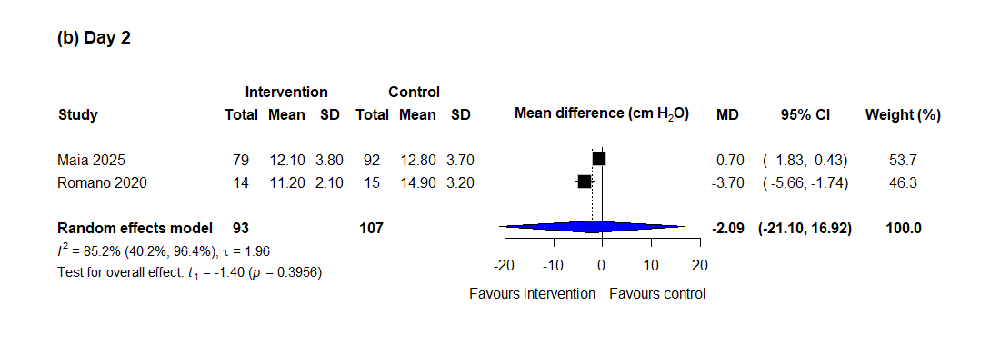 (b) Day 2
Intervention Control
Study Total Mean SD Total Mean SD Mean difference (cm H₂O) MD 95% CI Weight (%)
Maia 2025 79 12.10 3.80 92 12.80 3.70 -0.70 ( -1.83, 0.43) 53.7
Romano 2020 14 11.20 2.10 15 14.90 3.20 -3.70 ( -5.66, -1.74) 46.3
Random effects model 93 107 -2.09 (-21.10, 16.92) 100.0
I² = 85.2% (40.2%, 96.4%), τ = 1.96
Test for overall effect: t₁ = -1.40 (p = 0.3956)
-20 -10 0 10 20
Favours intervention Favours control